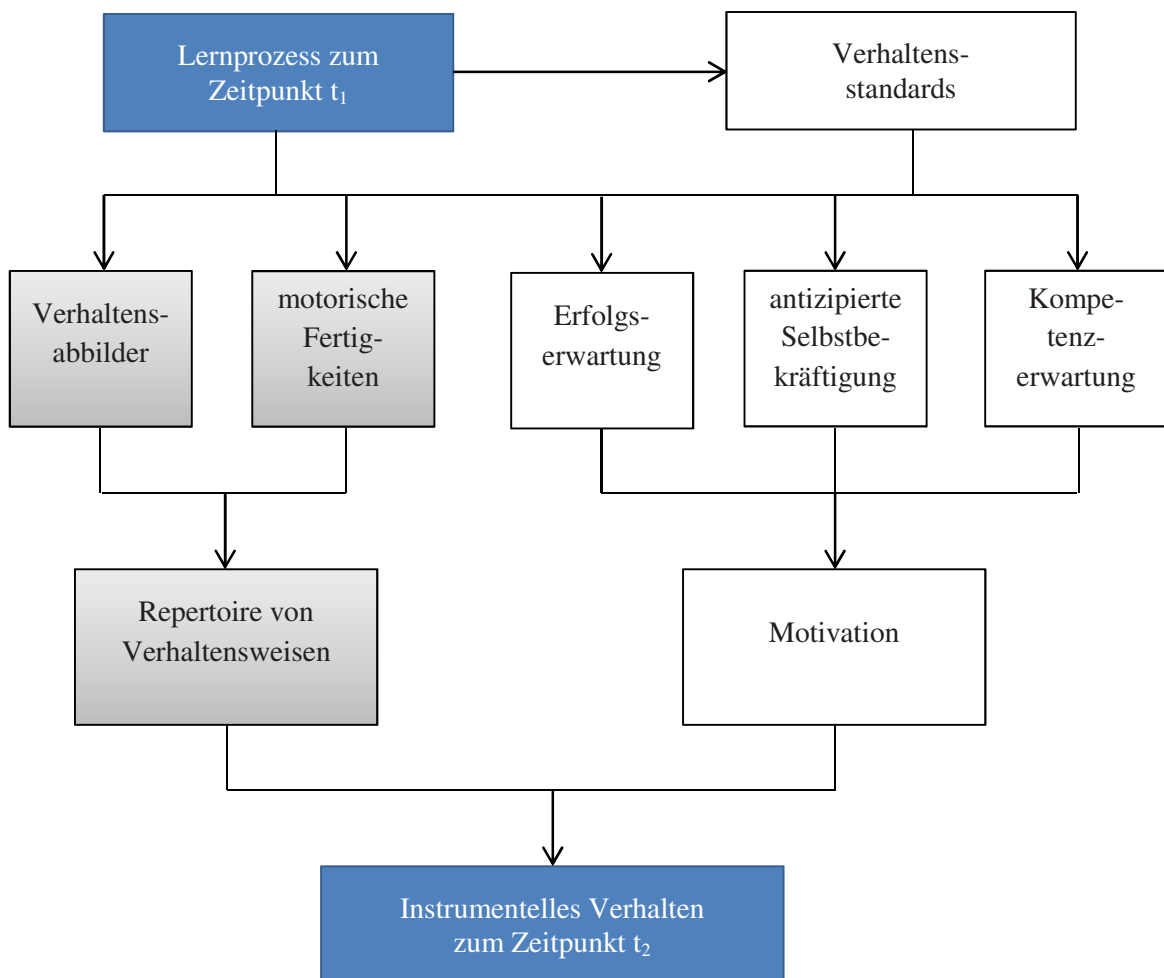 Lernprozess zum
Zeitpunkt t₁
Verhaltens-
standards
Verhaltens-
abbilder
motorische
Fertig-
keiten
Erfolgs-
erwartung
antizipierte
Selbstbe-
kräftigung
Kompe-
tenz-
erwartung
Repertoire von
Verhaltensweisen
Motivation
Instrumentelles Verhalten
zum Zeitpunkt t₂